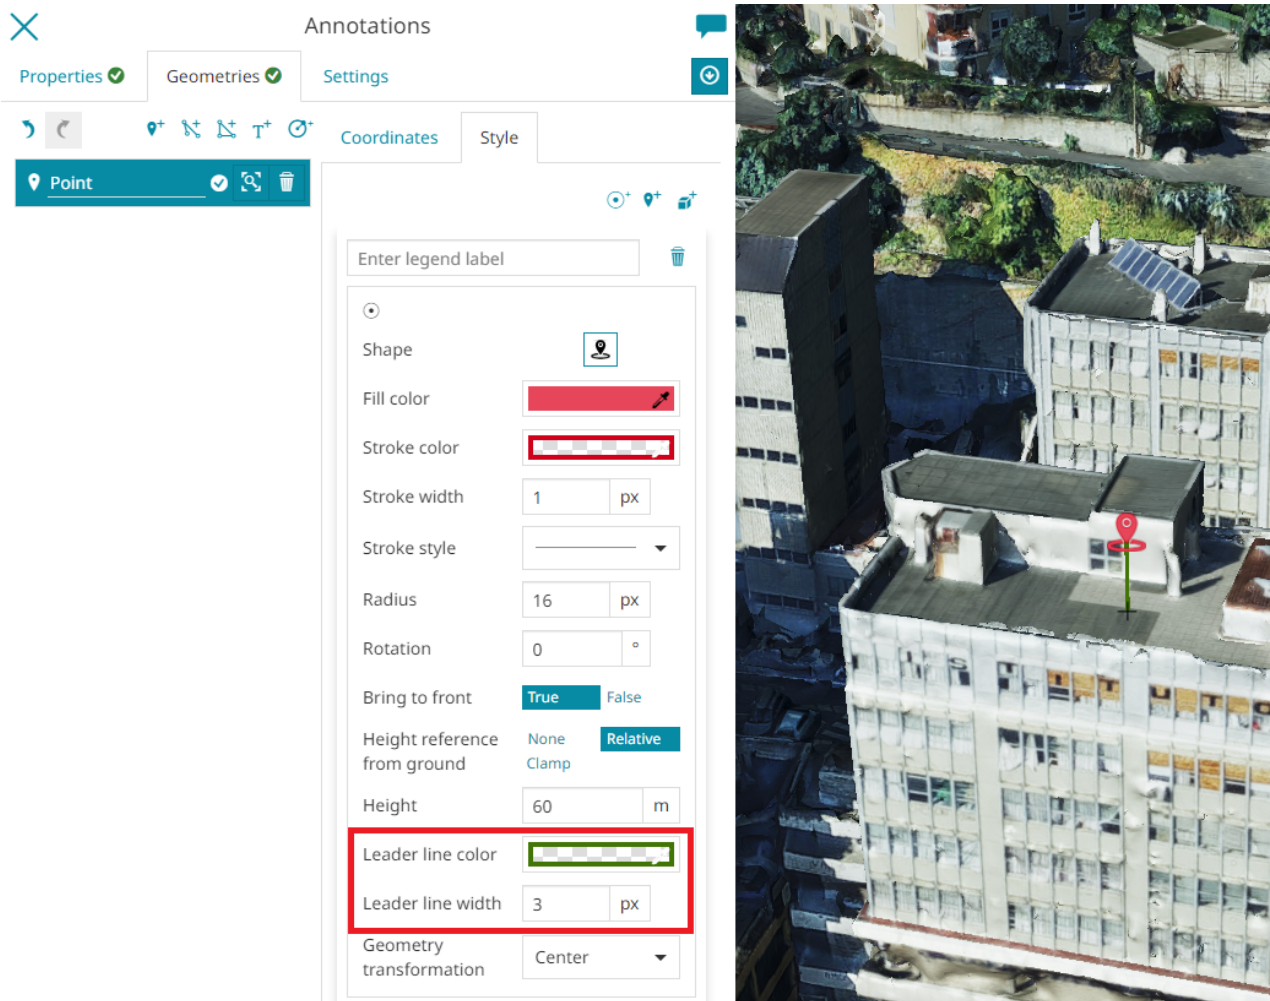 Annotations
Properties
Geometries
Settings
T+
Coordinates
Style
Point
Enter legend label
Shape
Fill color
Stroke color
Stroke width
1 px
Stroke style
Radius
16 px
Rotation
0 °
Bring to front
True False
Height reference from ground
None Relative
Clamp
Height
60 m
Leader line color
Leader line width
3 px
Geometry transformation
Center